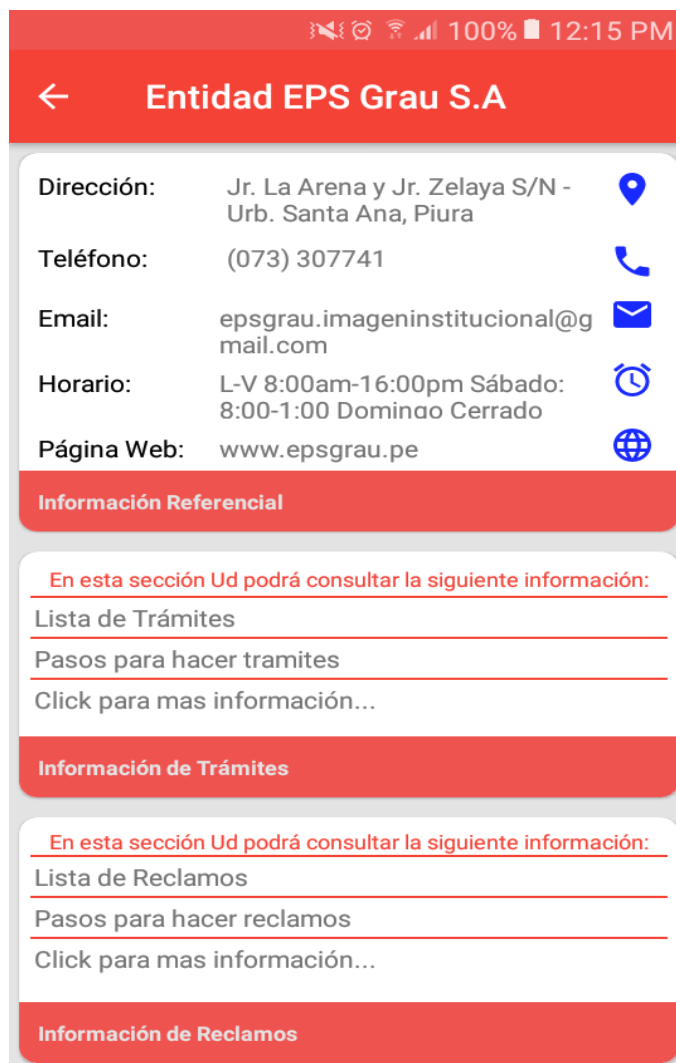 100% 12:15 PM
Entidad EPS Grau S.A
Dirección: Jr. La Arena y Jr. Zelaya S/N -
Urb. Santa Ana, Piura
Teléfono: (073) 307741
Email: epsgrau.imageninstitucional@g
mail.com
Horario: L-V 8:00am-16:00pm Sábado:
8:00-1:00 Domingo Cerrado
Página Web: www.epsgrau.pe
Información Referencial
En esta sección Ud podrá consultar la siguiente información:
Lista de Trámites
Pasos para hacer tramites
Click para mas información...
Información de Trámites
En esta sección Ud podrá consultar la siguiente información:
Lista de Reclamos
Pasos para hacer reclamos
Click para mas información...
Información de Reclamos